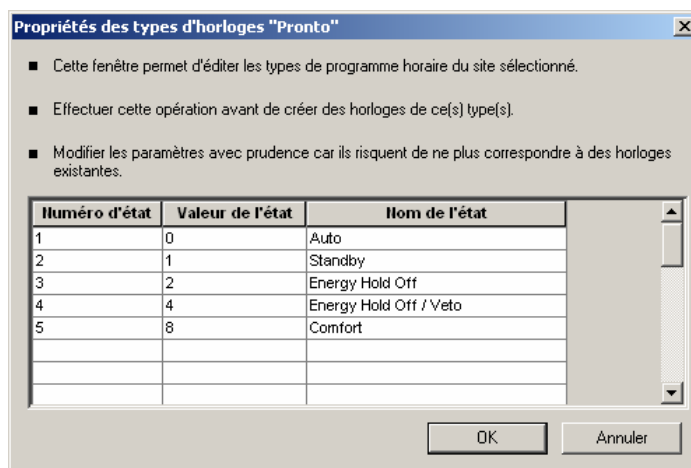 Propriétés des types d'horloges "Pronto"
Cette fenêtre permet d'éditer les types de programme horaire du site sélectionné.
Effectuer cette opération avant de créer des horloges de ce(s) type(s).
Modifier les paramètres avec prudence car ils risquent de ne plus correspondre à des horloges
existantes.
Numéro d'état Valeur de l'état Nom de l'état
1 0 Auto
2 1 Standby
3 2 Energy Hold Off
4 4 Energy Hold Off / Veto
5 8 Comfort
OK Annuler